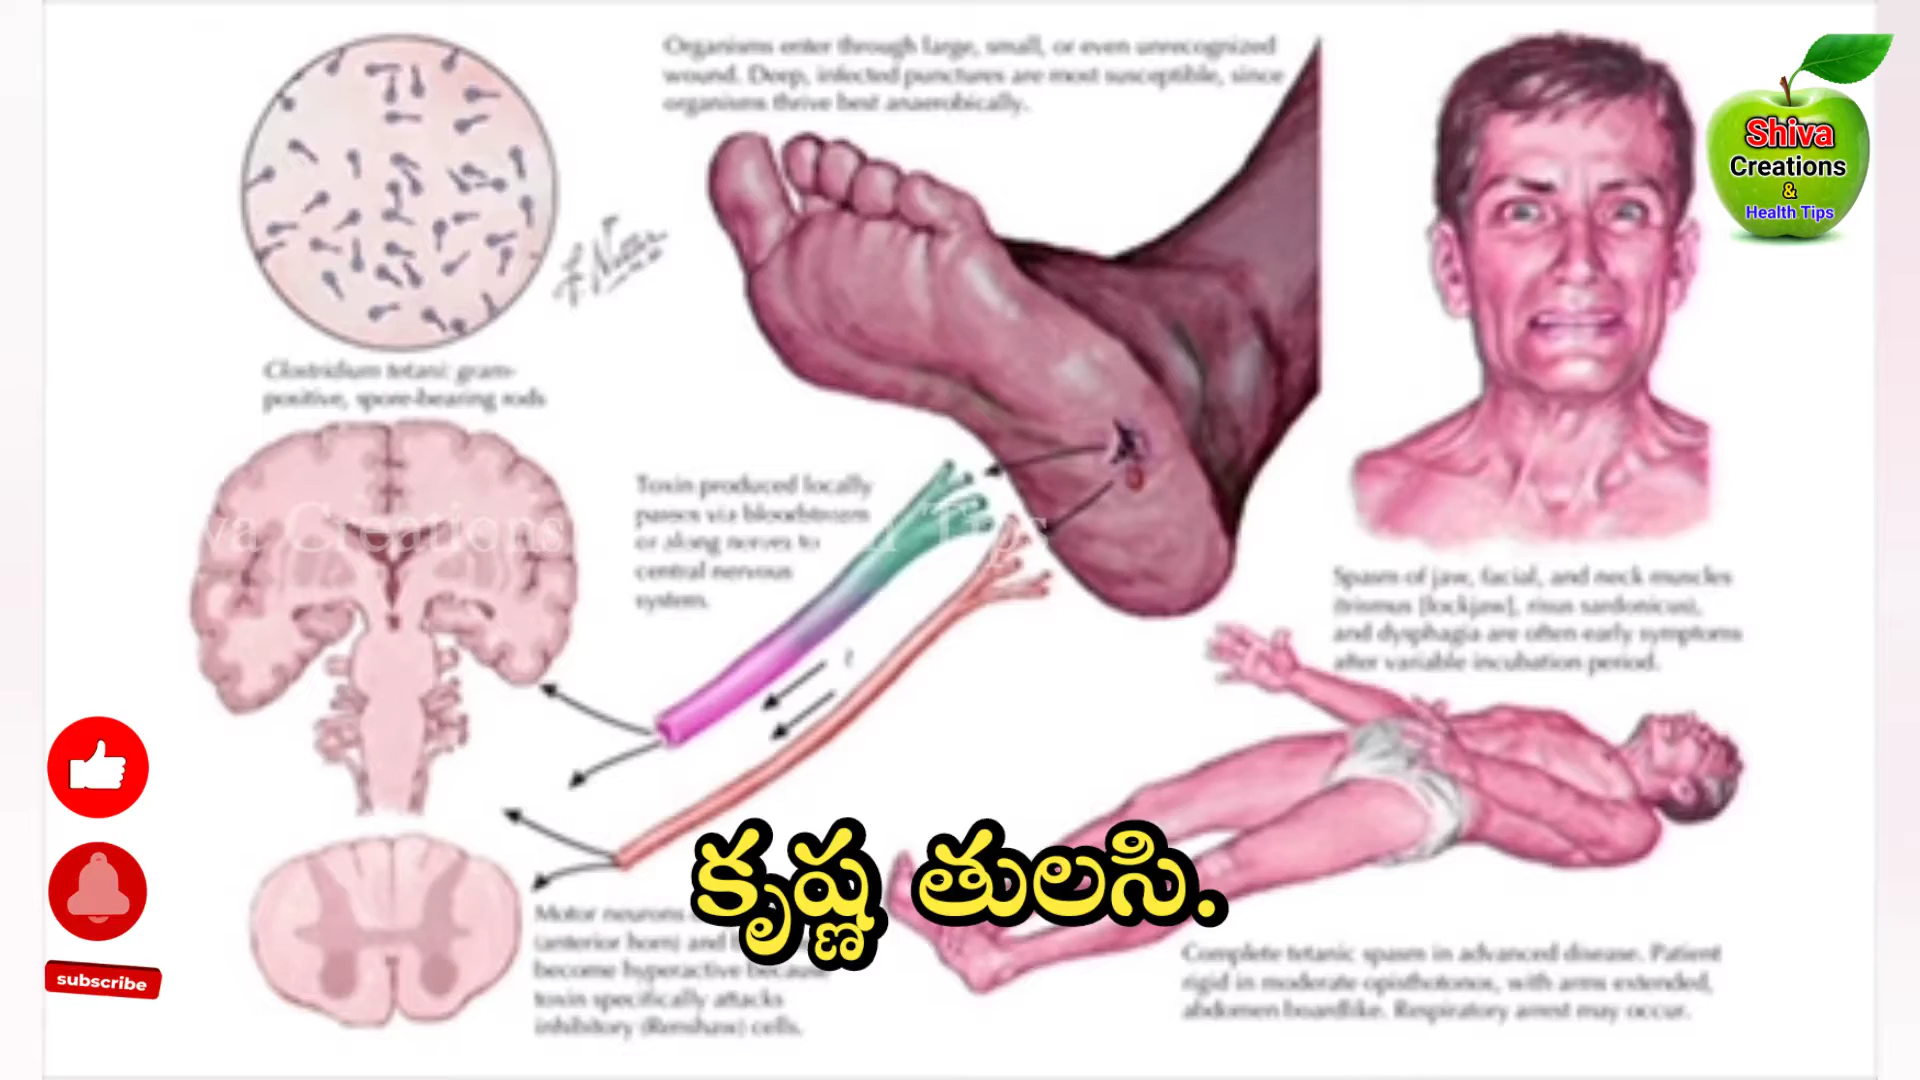 Organisms enter through large, small, or even unrecognized
wound. Deep, infected punctures are most susceptible, since
organisms thrive best anaerobically.
Shiva
Creations
&
Health Tips
F. Netter
Clostridium tetani: gram-
positive, spore-bearing rods
Toxin produced locally
passes via bloodstream
or along nerves to
central nervous
system.
?
Spasm of jaw, facial, and neck muscles
(trismus [lockjaw], risus sardonicus),
and dysphagia are often early symptoms
after variable incubation period.
కృష్ణ తులసి.
Motor neurons
(anterior horn) and
become hyperactive because
toxin specifically attacks
inhibitory (Renshaw) cells.
Complete tetanic spasm in advanced disease. Patient
rigid in moderate opisthotonos, with arms extended,
abdomen boardlike. Respiratory arrest may occur.
subscribe